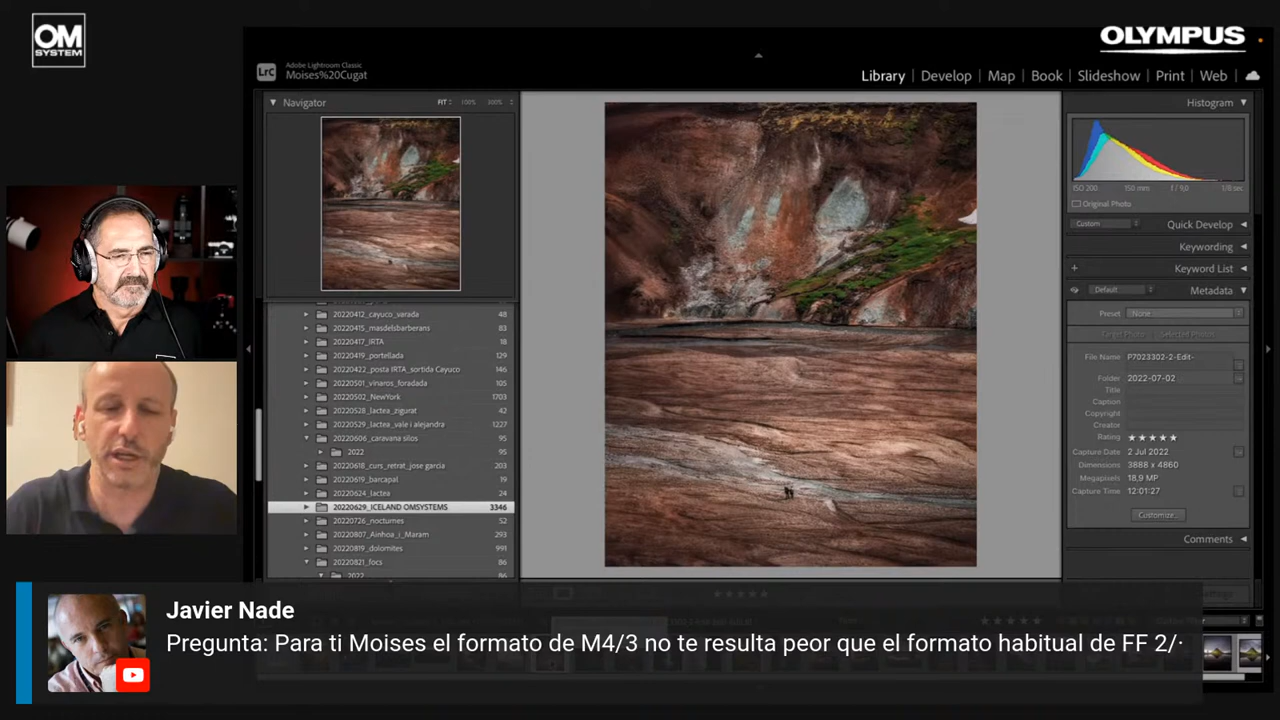 OM
SYSTEM
OLYMPUS
LrC
Adobe Lightroom Classic
Moises%20Cugat
Library | Develop | Map | Book | Slideshow | Print | Web
Navigator
FIT
100%
300%
20220412_cayuco_varada 48
20220415_masdelsbarberans 83
20220417_IRTA 18
20220419_portellada 129
20220422_posta IRTA_sortida Cayuco 146
20220501_vinaros_foradada 105
20220502_NewYork 1703
20220528_lactea_zigurat 42
20220529_lactea_vale i alejandra 1227
20220606_caravana silos 95
2022 95
20220618_curs_retrat_jose garcia 203
20220619_barcapal 19
20220624_lactea 24
20220629_ICELAND OMSYSTEMS 3346
20220726_nocturnes 52
20220807_Ainhoa_i_Maram 293
20220819_dolomites 991
20220821_focs 86
2022 86
Histogram
ISO 200 150 mm f / 9,0 1/8 sec
Original Photo
Custom Quick Develop
Keywording
Keyword List
Default Metadata
Preset None
Target Photo Selected Photos
File Name P7023302-2-Edit-
Folder 2022-07-02
Title
Caption
Copyright
Creator
Rating ★★★★★
Capture Date 2 Jul 2022
Dimensions 3888 x 4860
Megapixels 18,9 MP
Capture Time 12:01:27
Customize...
Comments
Javier Nade
Pregunta: Para ti Moises el formato de M4/3 no te resulta peor que el formato habitual de FF 2/·